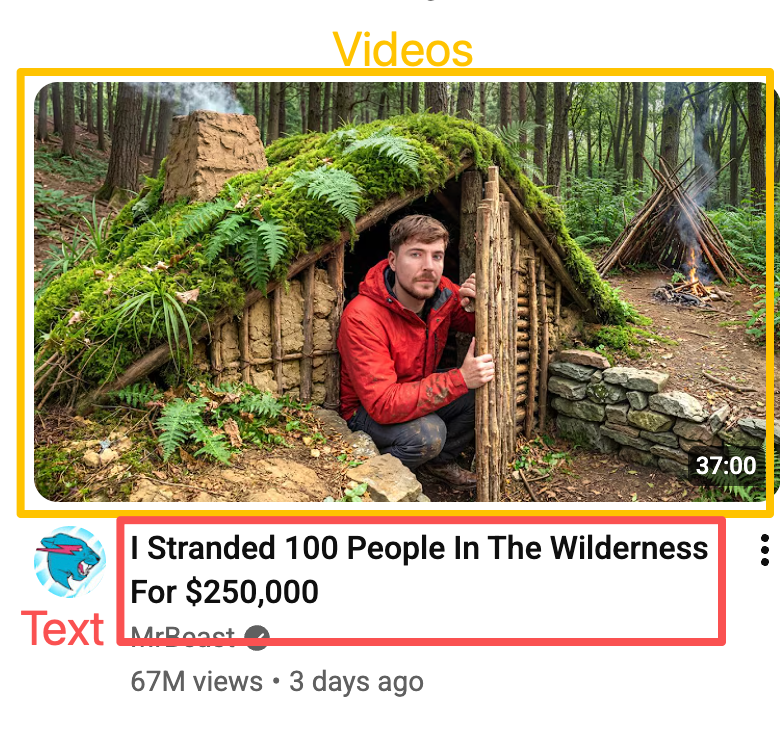 Videos
37:00
I Stranded 100 People In The Wilderness
For $250,000
Text
MrBeast
67M views • 3 days ago